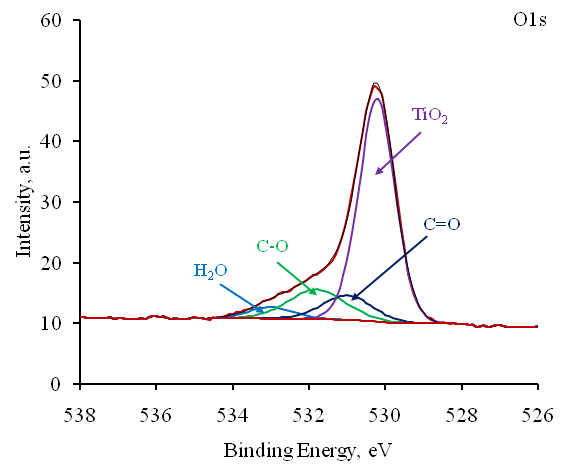 O1s
60
50
40
30
20
10
0
Intensity, a.u.
TiO₂
C=O
C-O
H₂O
538 536 534 532 530 528 526
Binding Energy, eV